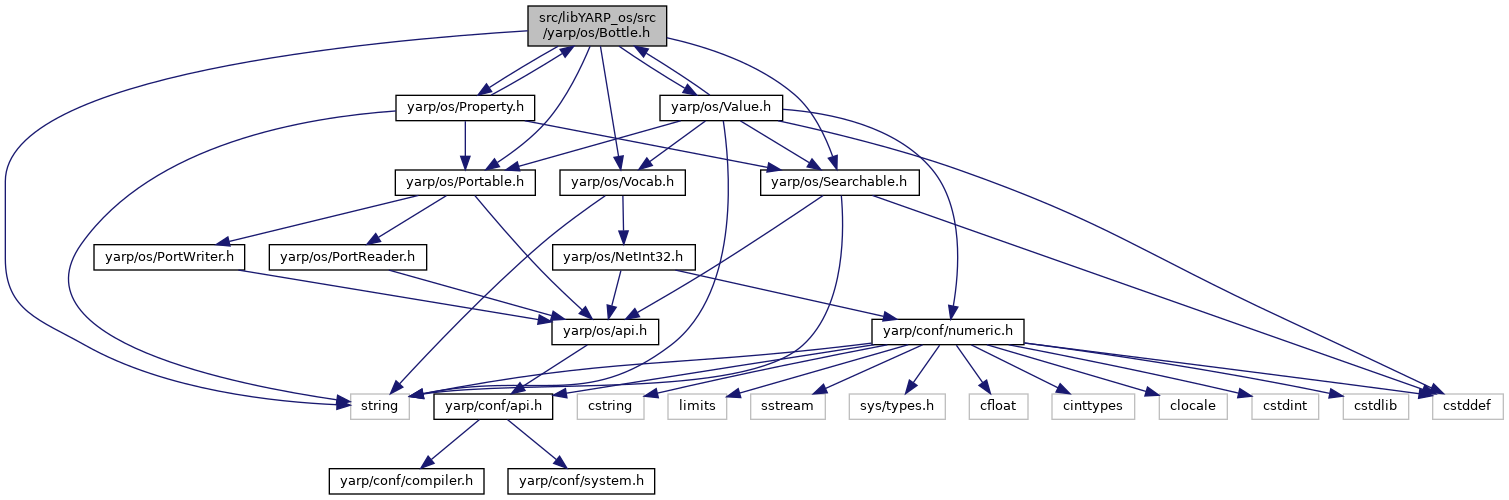 src/libYARP_os/src
/yarp/os/Bottle.h
yarp/os/Property.h
yarp/os/Value.h
yarp/os/Portable.h
yarp/os/Vocab.h
yarp/os/Searchable.h
yarp/os/PortWriter.h
yarp/os/PortReader.h
yarp/os/NetInt32.h
yarp/os/api.h
yarp/conf/numeric.h
string
yarp/conf/api.h
cstring
limits
sstream
sys/types.h
cfloat
cinttypes
clocale
cstdint
cstdlib
cstddef
yarp/conf/compiler.h
yarp/conf/system.h